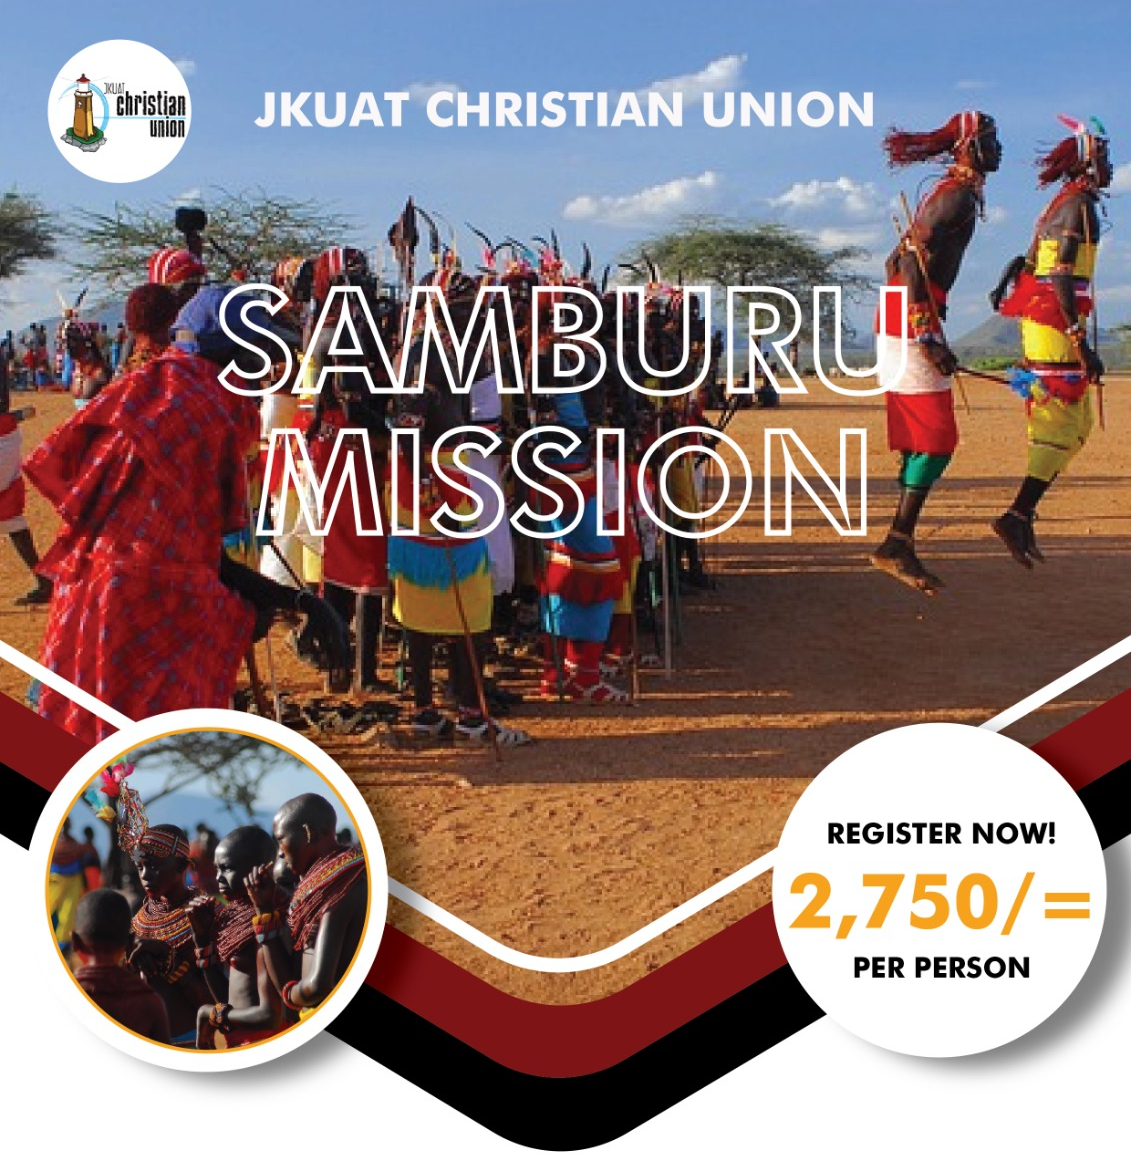 JKUAT
christian
union
JKUAT CHRISTIAN UNION
SAMBURU
MISSION
REGISTER NOW!
2,750/=
PER PERSON